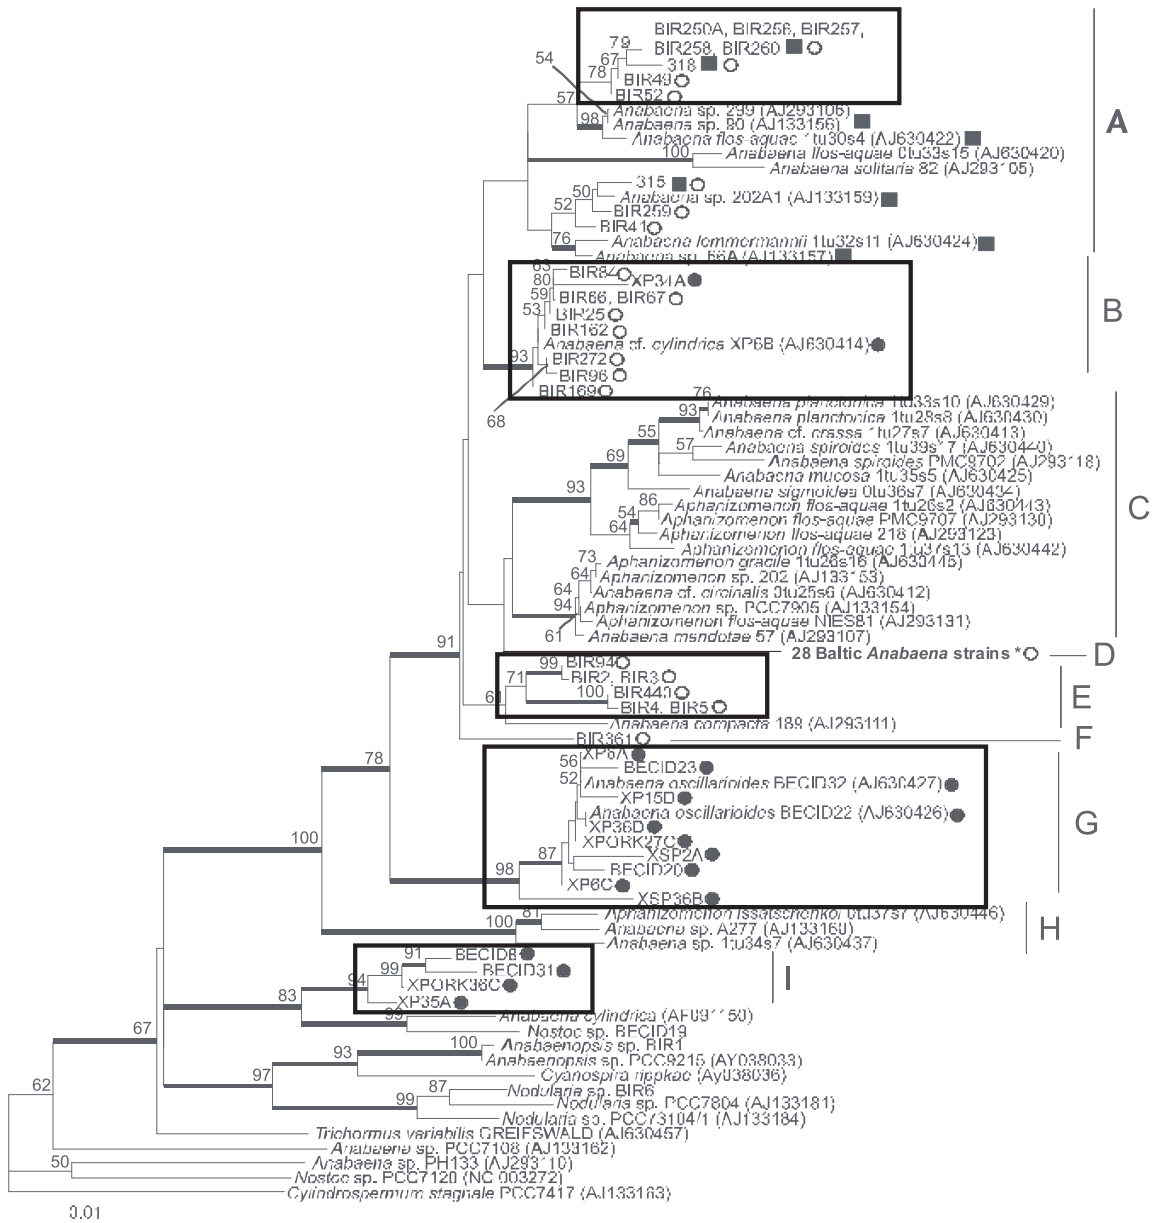 BIR250A, BIR256, BIR257,
BIR258, BIR260
79
67
318
54
78
BIR49
BIR52
57
Anabaena sp. 299 (AJ293106)
98
Anabaena sp. 90 (AJ133156)
A
Anabaena flos-aquae 1tu30s4 (AJ630422)
100
Anabaena flos-aquae 0tu33s15 (AJ630420)
Anabaena solitaria 82 (AJ293105)
315
50
Anabaena sp. 202A1 (AJ133159)
52
BIR259
BIR41
76
Anabaena lemmermannii 1tu32s11 (AJ630424)
Anabaena sp. 66A (AJ133157)
63
BIR84
80
XP34A
59
BIR66, BIR67
53
BIR25
B
BIR162
Anabaena cf. cylindrica XP6B (AJ630414)
93
BIR272
BIR96
BIR169
68
76
Anabaena planctonica 1tu33s10 (AJ630429)
93
Anabaena planctonica 1tu28s8 (AJ630430)
55
Anabaena cf. crassa 1tu27s7 (AJ630413)
57
Anabaena spiroides 1tu39s17 (AJ630440)
69
Anabaena spiroides PMC9702 (AJ293118)
Anabaena mucosa 1tu35s5 (AJ630425)
93
Anabaena sigmoidea 0tu36s7 (AJ630434)
86
Aphanizomenon flos-aquae 1tu26s2 (AJ630443)
C
54
Aphanizomenon flos-aquae PMC9707 (AJ293130)
64
Aphanizomenon flos-aquae 218 (AJ293123)
Aphanizomenon flos-aquae 1tu37s13 (AJ630442)
73
Aphanizomenon gracile 1tu26s16 (AJ630445)
64
Aphanizomenon sp. 202 (AJ133153)
64
Anabaena cf. circinalis 0tu25s6 (AJ630412)
94
Aphanizomenon sp. PCC7905 (AJ133154)
Aphanizomenon flos-aquae NIES81 (AJ293131)
61
Anabaena mendotae 57 (AJ293107)
91
28 Baltic Anabaena strains *
D
99
BIR94
71
BIR2, BIR3
100
BIR440
E
61
BIR4, BIR5
Anabaena compacta 189 (AJ293111)
BIR361
F
78
XP8A
56
BECID23
52
Anabaena oscillarioides BECID32 (AJ630427)
XP15D
Anabaena oscillarioides BECID22 (AJ630426)
XP36D
G
100
XPORK27C
87
XSP2A
98
BECID20
XP6C
XSP36B
81
Aphanizomenon issatschenkoi 0tu37s7 (AJ630446)
100
Anabaena sp. A277 (AJ133160)
H
Anabaena sp. 1tu34s7 (AJ630437)
91
BECID8
99
BECID31
94
XPORK36C
I
83
XP35A
99
Anabaena cylindrica (AF091150)
67
Nostoc sp. BECID19
100
Anabaenopsis sp. BIR1
93
Anabaenopsis sp. PCC9215 (AY038033)
97
Cyanospira rippkae (Ay038036)
62
87
Nodularia sp. BIR6
99
Nodularia sp. PCC7804 (AJ133181)
Nodularia sp. PCC73104/1 (AJ133184)
Trichormus variabilis GREIFSWALD (AJ630457)
Anabaena sp. PCC7108 (AJ133162)
50
Anabaena sp. PH133 (AJ293110)
Nostoc sp. PCC7120 (NC 003272)
Cylindrospermum stagnale PCC7417 (AJ133163)
0.01